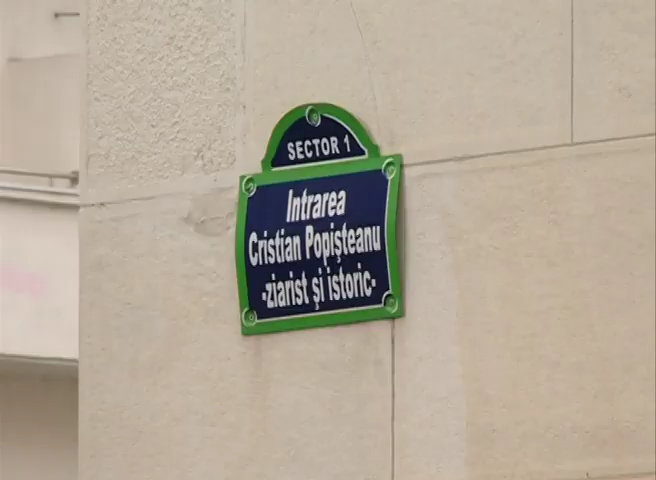 SECTOR 1
Intrarea
Cristian Popişteanu
-ziarist şi istoric-